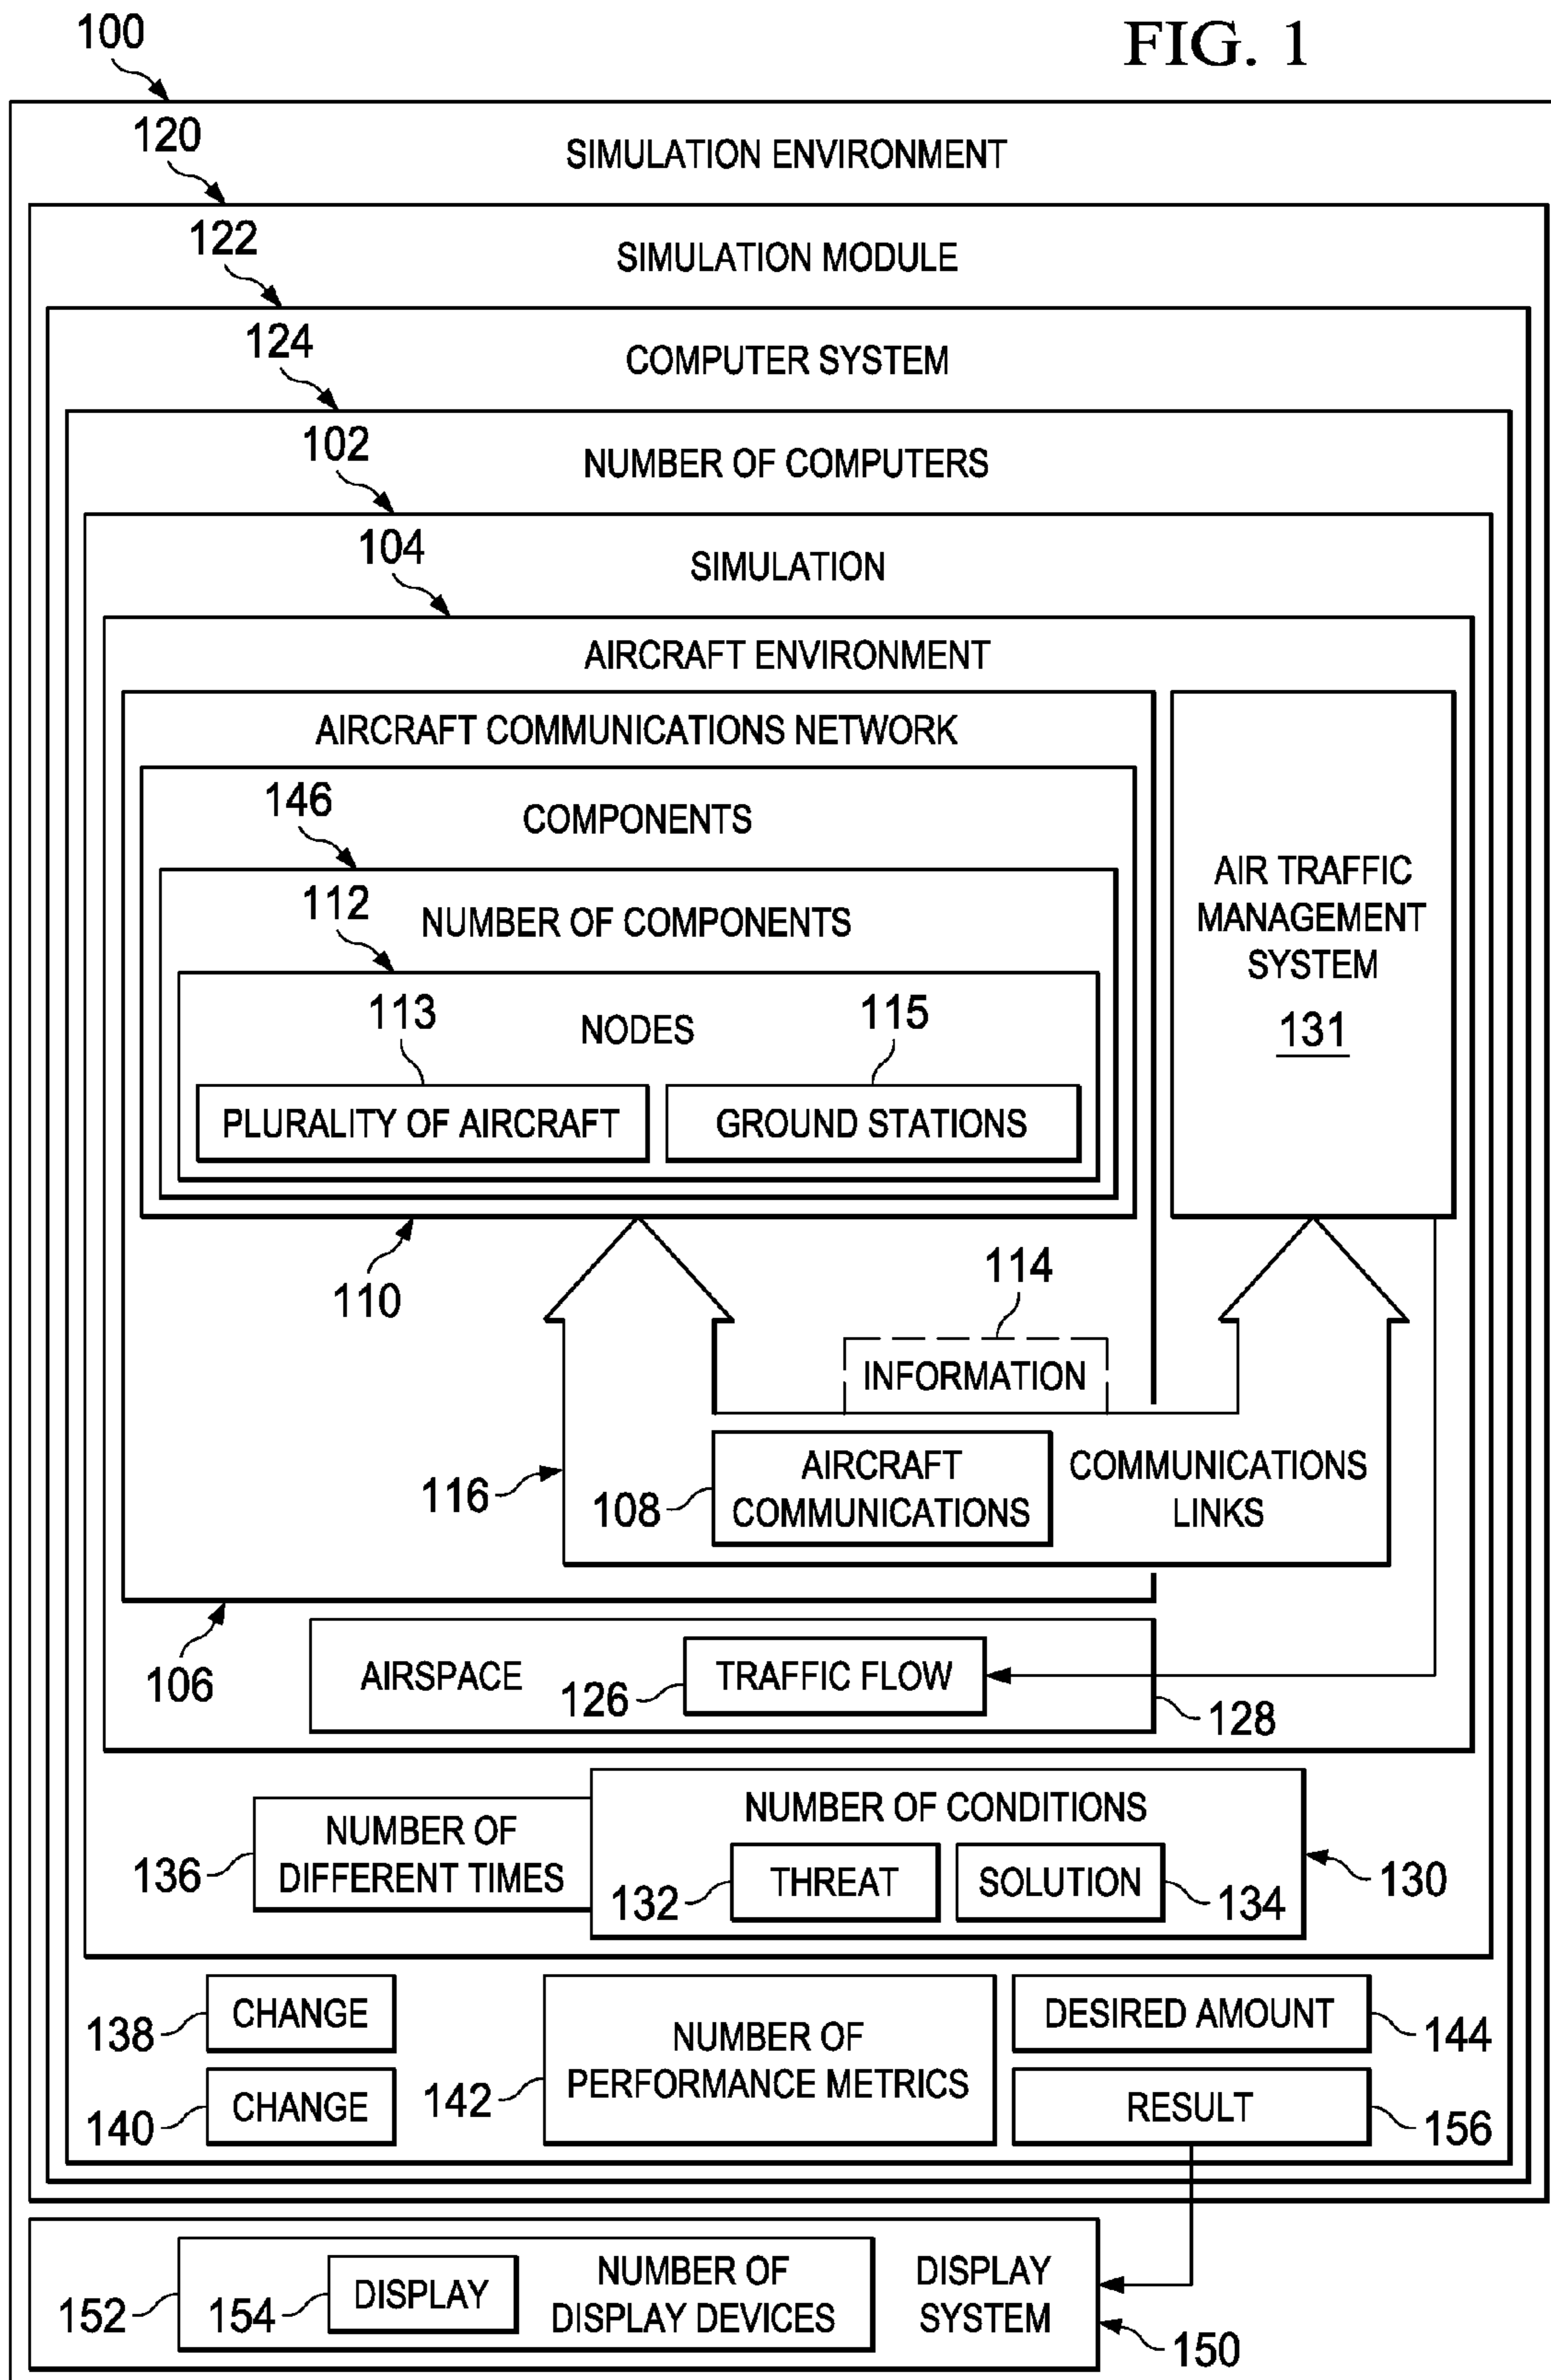 FIG. 1
100
120
SIMULATION ENVIRONMENT
122
SIMULATION MODULE
124
COMPUTER SYSTEM
102
NUMBER OF COMPUTERS
104
SIMULATION
AIRCRAFT ENVIRONMENT
AIRCRAFT COMMUNICATIONS NETWORK
146
COMPONENTS
112
NUMBER OF COMPONENTS
113
NODES
115
PLURALITY OF AIRCRAFT
GROUND STATIONS
AIR TRAFFIC
MANAGEMENT
SYSTEM
131
110
114
INFORMATION
116
108
AIRCRAFT
COMMUNICATIONS
COMMUNICATIONS
LINKS
106
AIRSPACE
126
TRAFFIC FLOW
128
136
NUMBER OF
DIFFERENT TIMES
NUMBER OF CONDITIONS
132
THREAT
SOLUTION
134
130
138
CHANGE
140
CHANGE
142
NUMBER OF
PERFORMANCE METRICS
DESIRED AMOUNT
144
RESULT
156
152
154
DISPLAY
NUMBER OF
DISPLAY DEVICES
DISPLAY
SYSTEM
150